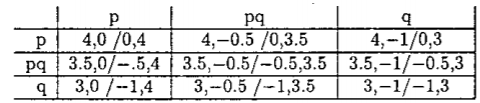 p pq q
p 4,0 /0,4 4,−0.5 /0,3.5 4,−1/0,3
pq 3.5,0/−.5,4 3.5,−0.5/−0.5,3.5 3.5,−1/−0.5,3
q 3,0 /−1,4 3,−0.5 /−1,3.5 3,−1/−1,3